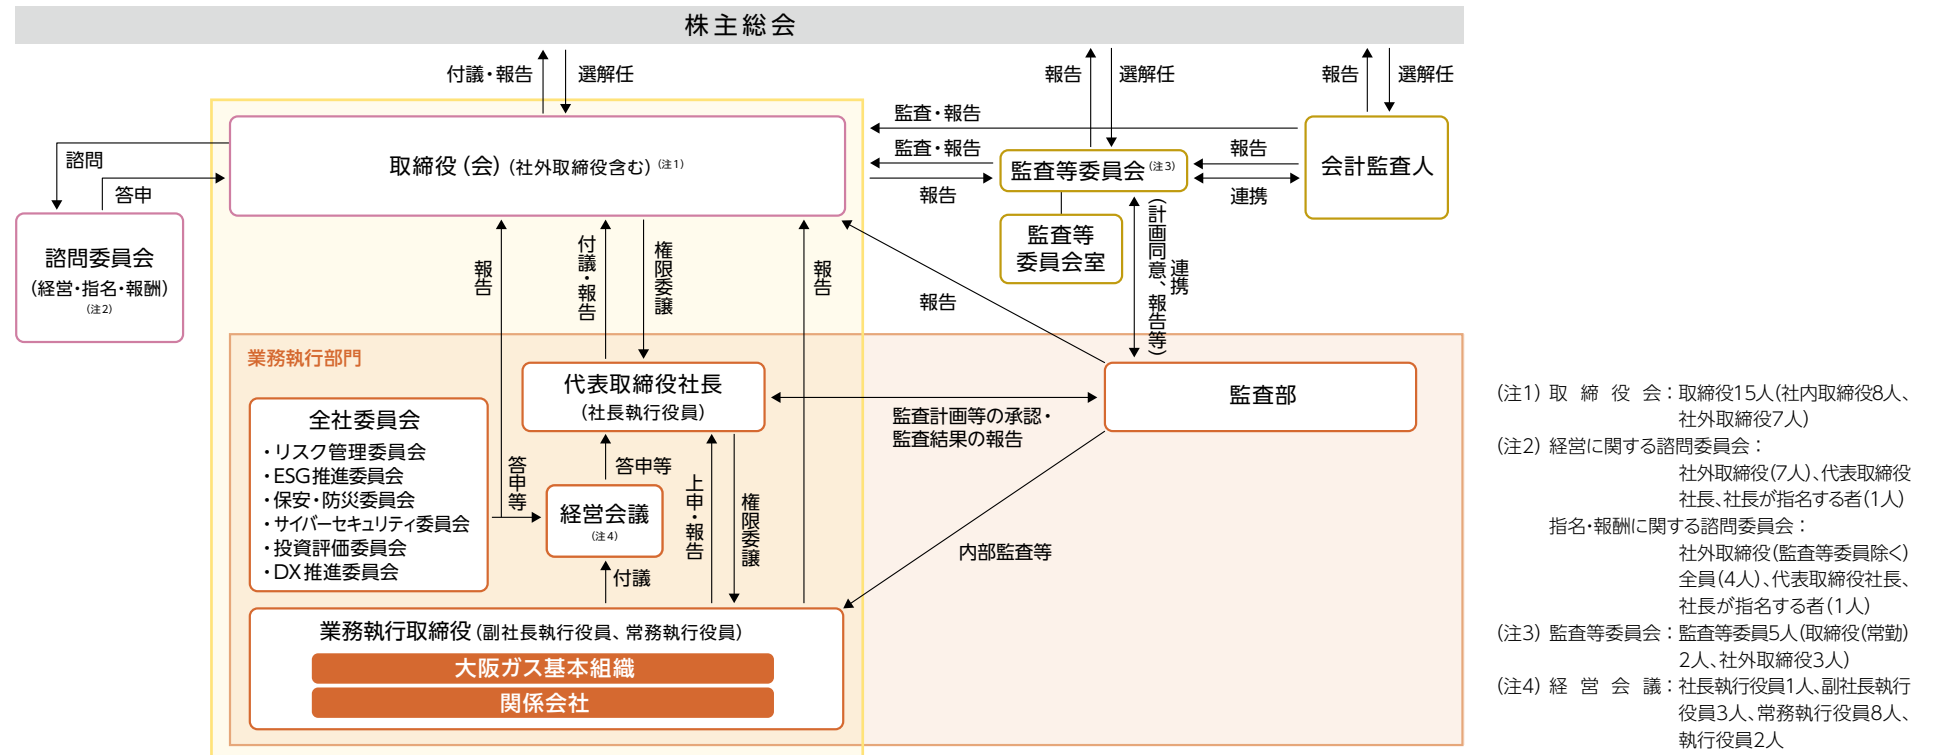 株主総会
付議・報告
選解任
報告
選解任
報告
選解任
監査・報告
監査・報告
報告
報告
連携
諮問
答申
取締役(会)(社外取締役含む)(注1)
監査等委員会(注3)
会計監査人
監査等
委員会室
諮問委員会
(経営・指名・報酬)
(注2)
報告
付議・報告
権限委譲
報告
報告
連携
(計画同意、報告等)
業務執行部門
代表取締役社長
(社長執行役員)
監査部
監査計画等の承認・
監査結果の報告
全社委員会
・リスク管理委員会
・ESG推進委員会
・保安・防災委員会
・サイバーセキュリティ委員会
・投資評価委員会
・DX推進委員会
答申等
答申等
経営会議
(注4)
上申・報告
権限委譲
付議
内部監査等
業務執行取締役(副社長執行役員、常務執行役員)
大阪ガス基本組織
関係会社
(注1) 取締役会:取締役15人(社内取締役8人、
社外取締役7人)
(注2) 経営に関する諮問委員会:
社外取締役(7人)、代表取締役
社長、社長が指名する者(1人)
指名・報酬に関する諮問委員会:
社外取締役(監査等委員除く)
全員(4人)、代表取締役社長、
社長が指名する者(1人)
(注3) 監査等委員会:監査等委員5人(取締役(常勤)
2人、社外取締役3人)
(注4) 経営会議:社長執行役員1人、副社長執行
役員3人、常務執行役員8人、
執行役員2人